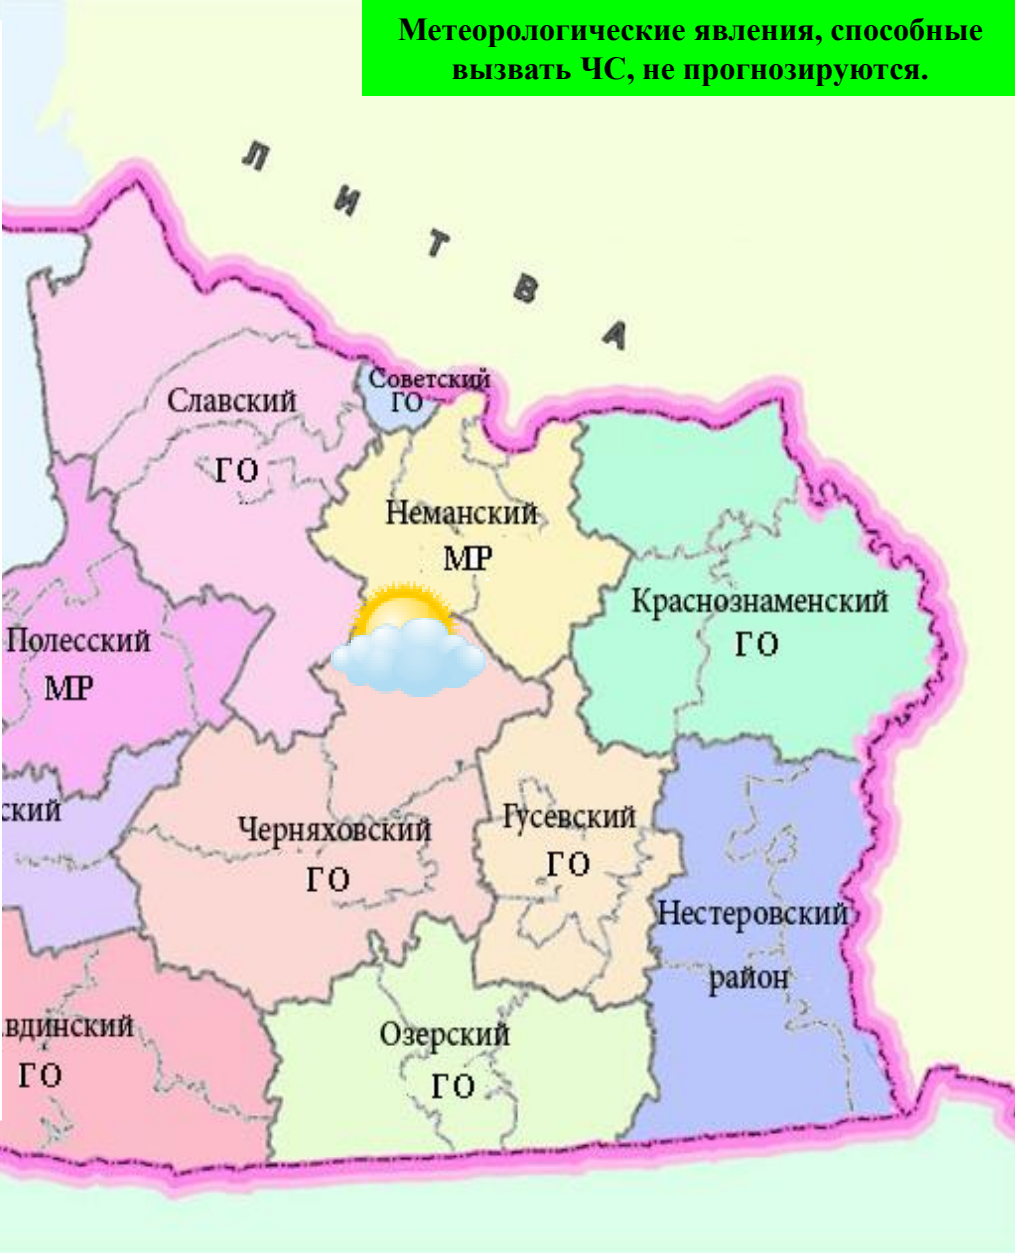 Метеорологические явления, способные
вызвать ЧС, не прогнозируются.
ЛИТВА
Советский
ГО
Славский
ГО
Неманский
МР
Краснознаменский
ГО
Полесский
МР
ский
Черняховский
ГО
Гусевский
ГО
Нестеровский
район
вдинский
ГО
Озерский
ГО